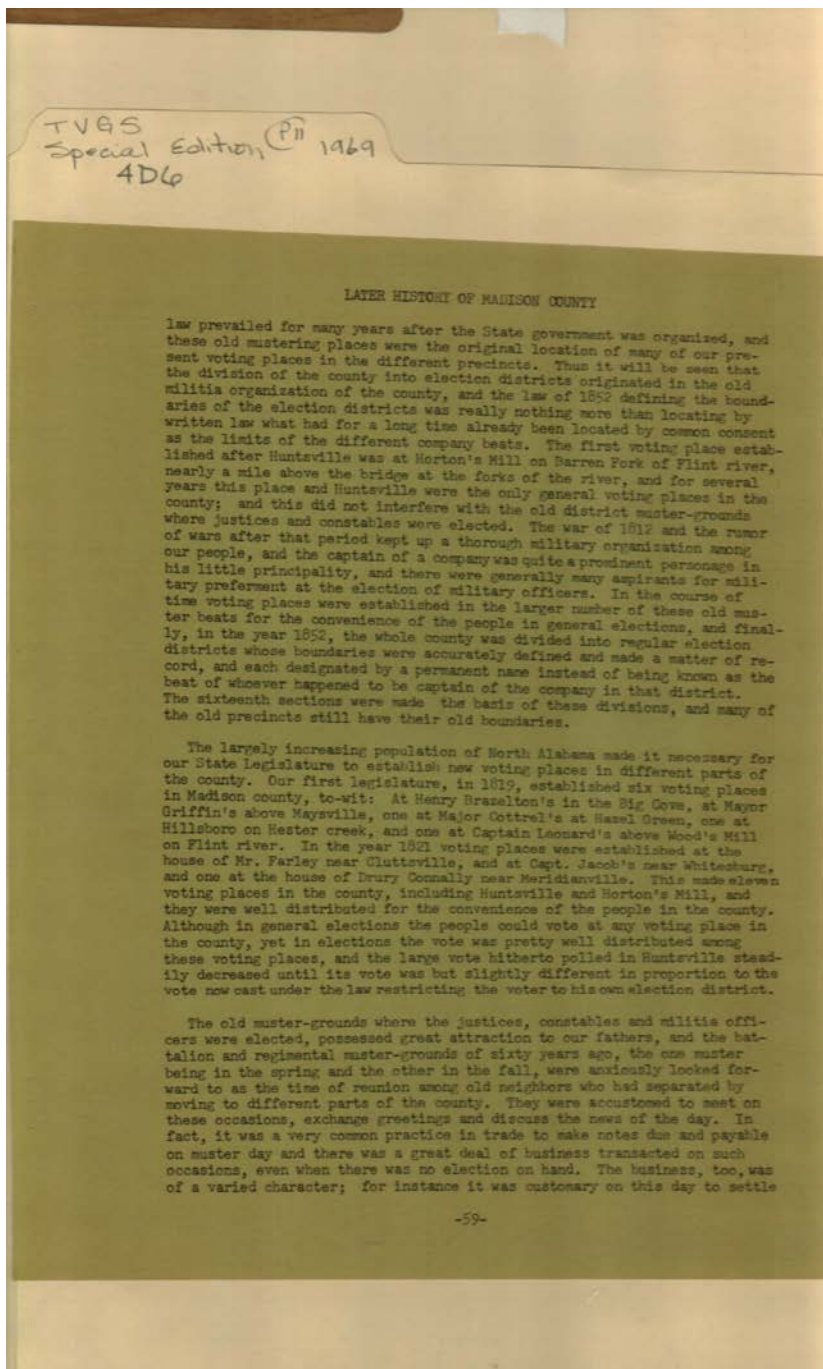 TVGS
Special Edition, P11 1969
4D6
LATER HISTORY OF MADISON COUNTY
law prevailed for many years after the State government was organized, and
these old mustering places were the original location of many of our pre-
sent voting places in the different precincts. Thus it will be seen that
the division of the county into election districts originated in the old
militia organization of the county, and the law of 1852 defining the bound-
aries of the election districts was really nothing more than locating by
written law what had for a long time already been located by common consent
as the limits of the different company beats. The first voting place estab-
lished after Huntsville was at Horton's Mill on Barren Fork of Flint river,
nearly a mile above the bridge at the forks of the river, and for several
years this place and Huntsville were the only general voting places in the
county; and this did not interfere with the old district muster-grounds
where justices and constables were elected. The war of 1812 and the rumor
of wars after that period kept up a thorough military organization among
our people, and the captain of a company was quite a prominent personage in
his little principality, and there were generally many aspirants for mili-
tary preferment at the election of military officers. In the course of
time voting places were established in the larger number of these old mus-
ter beats for the convenience of the people in general elections, and final-
ly, in the year 1852, the whole county was divided into regular election
districts whose boundaries were accurately defined and made a matter of re-
cord, and each designated by a permanent name instead of being known as the
beat of whoever happened to be captain of the company in that district.
The sixteenth sections were made the basis of these divisions, and many of
the old precincts still have their old boundaries.
The largely increasing population of North Alabama made it necessary for
our State Legislature to establish new voting places in different parts of
the county. Our first legislature, in 1819, established six voting places
in Madison county, to-wit: At Henry Brazelton's in the Big Cove, at Mayor
Griffin's above Maysville, one at Major Cottrel's at Hazel Green, one at
Hillsboro on Hester creek, and one at Captain Leonard's above Wood's Mill
on Flint river. In the year 1821 voting places were established at the
house of Mr. Farley near Cluttsville, and at Capt. Jacob's near Whitesburg,
and one at the house of Drury Connally near Meridianville. This made eleven
voting places in the county, including Huntsville and Horton's Mill, and
they were well distributed for the convenience of the people in the county.
Although in general elections the people could vote at any voting place in
the county, yet in elections the vote was pretty well distributed among
these voting places, and the large vote hitherto polled in Huntsville stead-
ily decreased until its vote was but slightly different in proportion to the
vote now cast under the law restricting the voter to his own election district.
The old muster-grounds where the justices, constables and militia offi-
cers were elected, possessed great attraction to our fathers, and the bat-
talion and regimental muster-grounds of sixty years ago, the one muster
being in the spring and the other in the fall, were anxiously looked for-
ward to as the time of reunion among old neighbors who had separated by
moving to different parts of the county. They were accustomed to meet on
these occasions, exchange greetings and discuss the news of the day. In
fact, it was a very common practice in trade to make notes due and payable
on muster day and there was a great deal of business transacted on such
occasions, even when there was no election on hand. The business, too, was
of a varied character; for instance it was customary on this day to settle
-59-